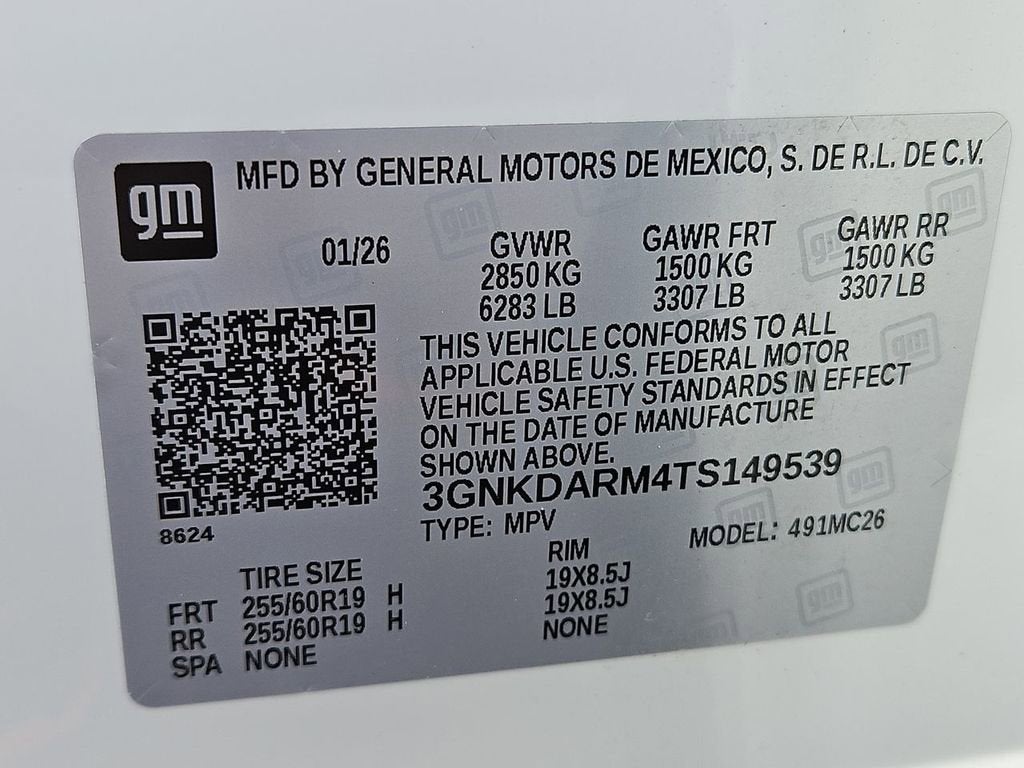 gm
MFD BY GENERAL MOTORS DE MEXICO, S. DE R.L. DE C.V.
01/26
GVWR
2850 KG
6283 LB
GAWR FRT
1500 KG
3307 LB
GAWR RR
1500 KG
3307 LB
THIS VEHICLE CONFORMS TO ALL
APPLICABLE U.S. FEDERAL MOTOR
VEHICLE SAFETY STANDARDS IN EFFECT
ON THE DATE OF MANUFACTURE
SHOWN ABOVE.
3GNKDARM4TS149539
TYPE: MPV MODEL: 491MC26
8624
TIRE SIZE RIM
FRT 255/60R19 H 19X8.5J
RR 255/60R19 H 19X8.5J
SPA NONE NONE